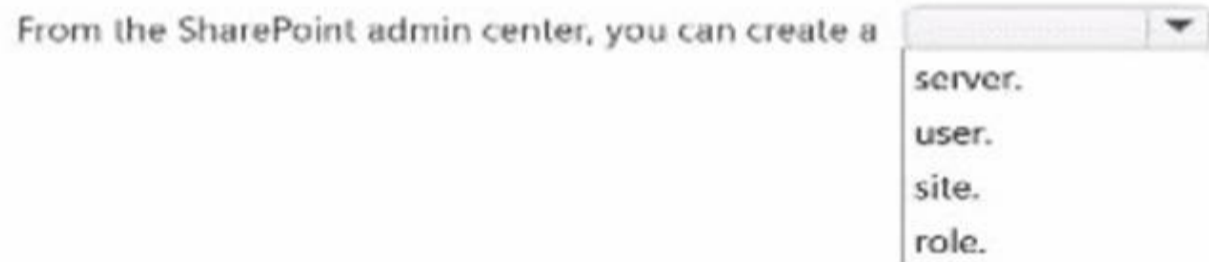 From the SharePoint admin center, you can create a
server.
user.
site.
role.